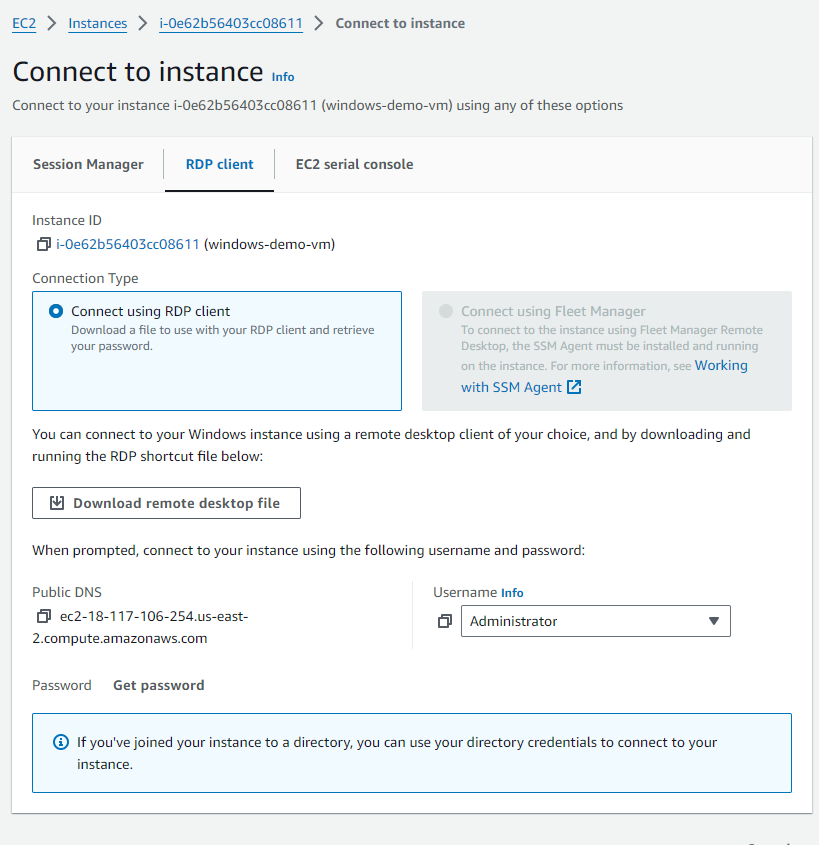 EC2 > Instances > i-0e62b56403cc08611 > Connect to instance
Connect to instance Info
Connect to your instance i-0e62b56403cc08611 (windows-demo-vm) using any of these options
Session Manager
RDP client
EC2 serial console
Instance ID
i-0e62b56403cc08611 (windows-demo-vm)
Connection Type
Connect using RDP client
Download a file to use with your RDP client and retrieve
your password.
Connect using Fleet Manager
To connect to the instance using Fleet Manager Remote
Desktop, the SSM Agent must be installed and running
on the instance. For more information, see Working
with SSM Agent
You can connect to your Windows instance using a remote desktop client of your choice, and by downloading and
running the RDP shortcut file below:
Download remote desktop file
When prompted, connect to your instance using the following username and password:
Public DNS
ec2-18-117-106-254.us-east-
2.compute.amazonaws.com
Username Info
Administrator
Password Get password
If you've joined your instance to a directory, you can use your directory credentials to connect to your
instance.